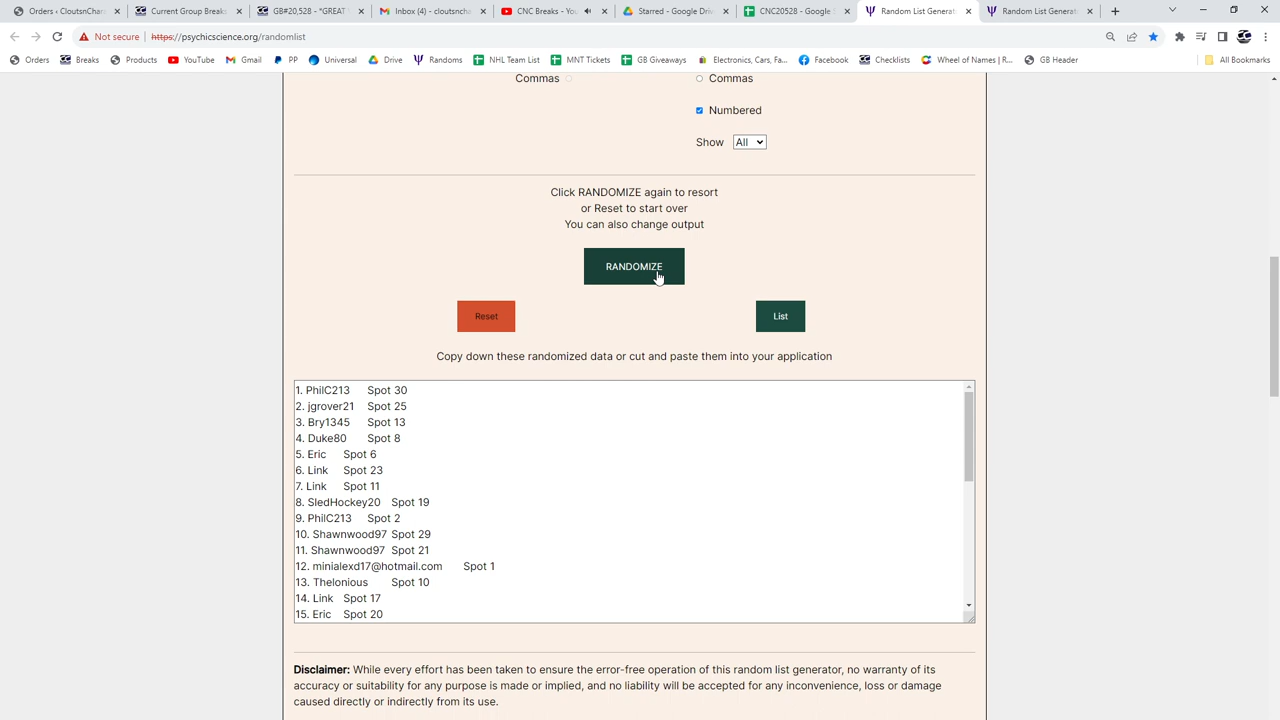 Orders ‹ CloutsnChara
Current Group Breaks
GB#20,528 - *GREAT
Inbox (4) - cloutsnchar
CNC Breaks - You
Starred - Google Drive
CNC20528 - Google S
Random List Generato
Random List Generato
Not secure
https://psychicscience.org/randomlist
Orders
Breaks
Products
YouTube
Gmail
PP
Universal
Drive
Randoms
NHL Team List
MNT Tickets
GB Giveaways
Electronics, Cars, Fa...
Facebook
Checklists
Wheel of Names | R...
GB Header
All Bookmarks
Commas
Commas
Numbered
Show All
Click RANDOMIZE again to resort
or Reset to start over
You can also change output
RANDOMIZE
Reset
List
Copy down these randomized data or cut and paste them into your application
1. PhilC213 Spot 30
2. jgrover21 Spot 25
3. Bry1345 Spot 13
4. Duke80 Spot 8
5. Eric Spot 6
6. Link Spot 23
7. Link Spot 11
8. SledHockey20 Spot 19
9. PhilC213 Spot 2
10. Shawnwood97 Spot 29
11. Shawnwood97 Spot 21
12. minialexd17@hotmail.com Spot 1
13. Thelonious Spot 10
14. Link Spot 17
15. Eric Spot 20
Disclaimer: While every effort has been taken to ensure the error-free operation of this random list generator, no warranty of its
accuracy or suitability for any purpose is made or implied, and no liability will be accepted for any inconvenience, loss or damage
caused directly or indirectly from its use.